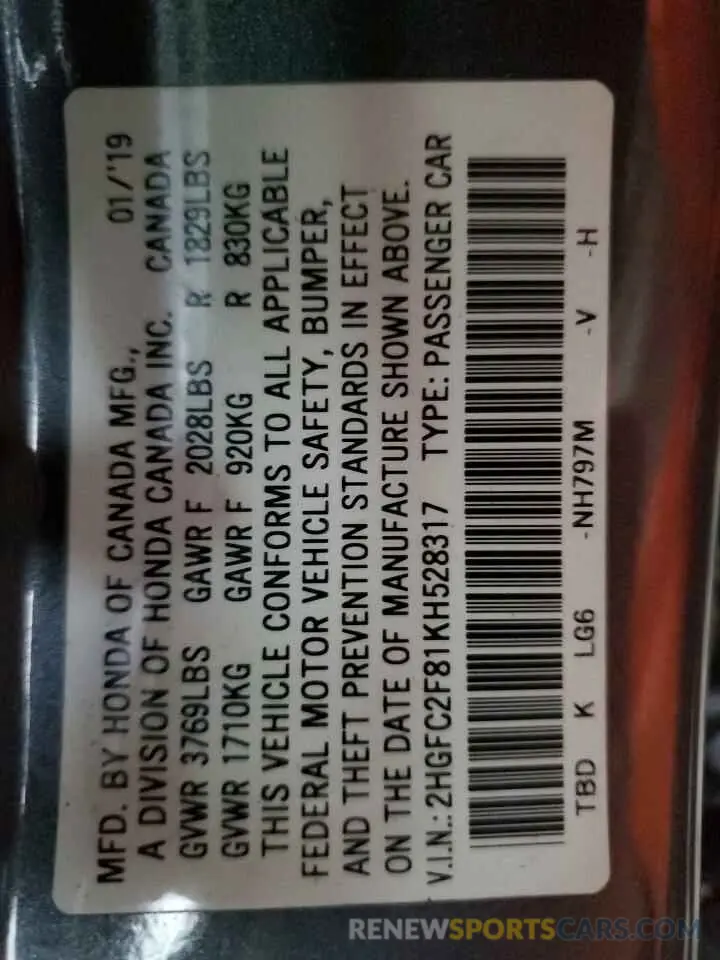 MFD. BY HONDA OF CANADA MFG., 01/'19
A DIVISION OF HONDA CANADA INC. CANADA
GVWR 3769LBS GAWR F 2028LBS R 1829LBS
GVWR 1710KG GAWR F 920KG R 830KG
THIS VEHICLE CONFORMS TO ALL APPLICABLE
FEDERAL MOTOR VEHICLE SAFETY, BUMPER,
AND THEFT PREVENTION STANDARDS IN EFFECT
ON THE DATE OF MANUFACTURE SHOWN ABOVE.
V.I.N.: 2HGFC2F81KH528317 TYPE: PASSENGER CAR
TBD K LG6 -NH797M -V -H
RENEWSPORTSCARS.COM